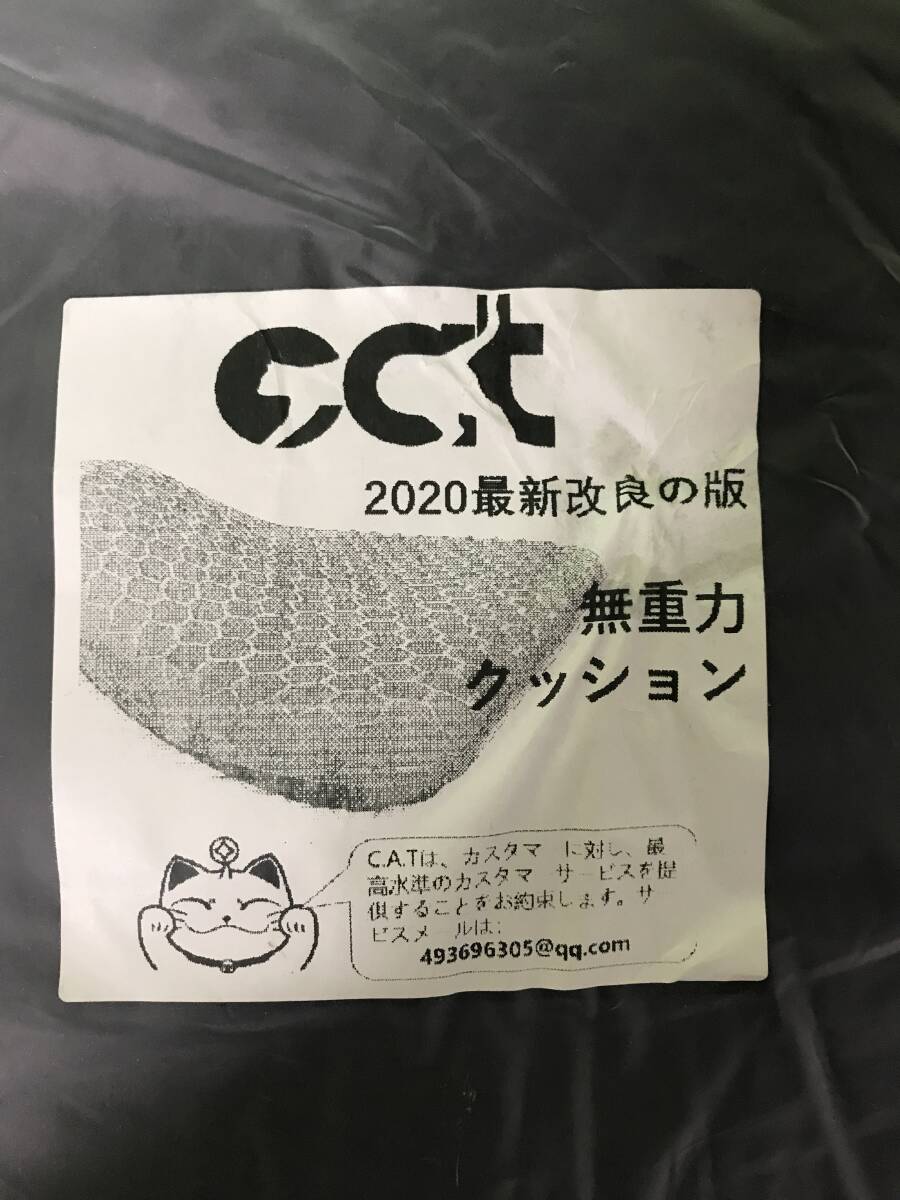 cat
2020最新改良の版
無重力
クッション
C.A.Tは、カスタマ に対し、最
高水準のカスタマ サービスを提
供することをお約束します。サ
ビスメールは:
493696305@qq.com